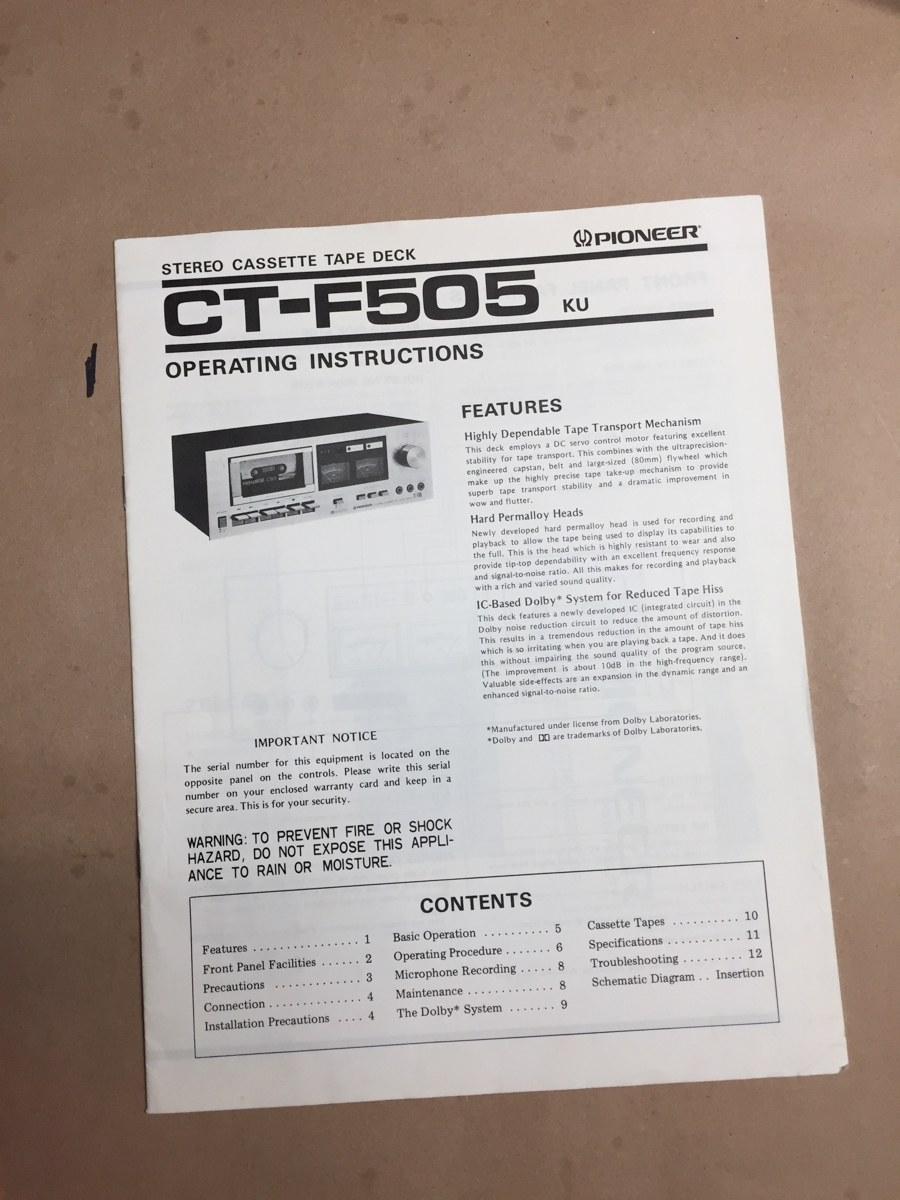 STEREO CASSETTE TAPE DECK
PIONEER®
CT-F505 KU
OPERATING INSTRUCTIONS
FEATURES
Highly Dependable Tape Transport Mechanism
This deck employs a DC servo control motor featuring excellent
stability for tape transport. This combines with the ultraprecision-
engineered capstan, belt and large-sized (80mm) flywheel which
make up the highly precise tape take-up mechanism to provide
superb tape transport stability and a dramatic improvement in
wow and flutter.
Hard Permalloy Heads
Newly developed hard permalloy head is used for recording and
playback to allow the tape being used to display its capabilities to
the full. This is the head which is highly resistant to wear and also
provide tip-top dependability with an excellent frequency response
and signal-to-noise ratio. All this makes for recording and playback
with a rich and varied sound quality.
IC-Based Dolby* System for Reduced Tape Hiss
This deck features a newly developed IC (integrated circuit) in the
Dolby noise reduction circuit to reduce the amount of distortion.
This results in a tremendous reduction in the amount of tape hiss
which is so irritating when you are playing back a tape. And it does
this without impairing the sound quality of the program source.
(The improvement is about 10dB in the high-frequency range).
Valuable side-effects are an expansion in the dynamic range and an
enhanced signal-to-noise ratio.
*Manufactured under license from Dolby Laboratories.
*Dolby and are trademarks of Dolby Laboratories.
IMPORTANT NOTICE
The serial number for this equipment is located on the
opposite panel on the controls. Please write this serial
number on your enclosed warranty card and keep in a
secure area. This is for your security.
WARNING: TO PREVENT FIRE OR SHOCK
HAZARD, DO NOT EXPOSE THIS APPLI-
ANCE TO RAIN OR MOISTURE.
CONTENTS
Features . . . . . . . . . . . . . . . . 1
Front Panel Facilities . . . . . . 2
Precautions . . . . . . . . . . . . . 3
Connection . . . . . . . . . . . . . . 4
Installation Precautions . . . . 4
Basic Operation . . . . . . . . . . 5
Operating Procedure . . . . . . . 6
Microphone Recording . . . . . 8
Maintenance . . . . . . . . . . . . . 8
The Dolby* System . . . . . . . 9
Cassette Tapes . . . . . . . . . . 10
Specifications . . . . . . . . . . . 11
Troubleshooting . . . . . . . . . 12
Schematic Diagram . . Insertion